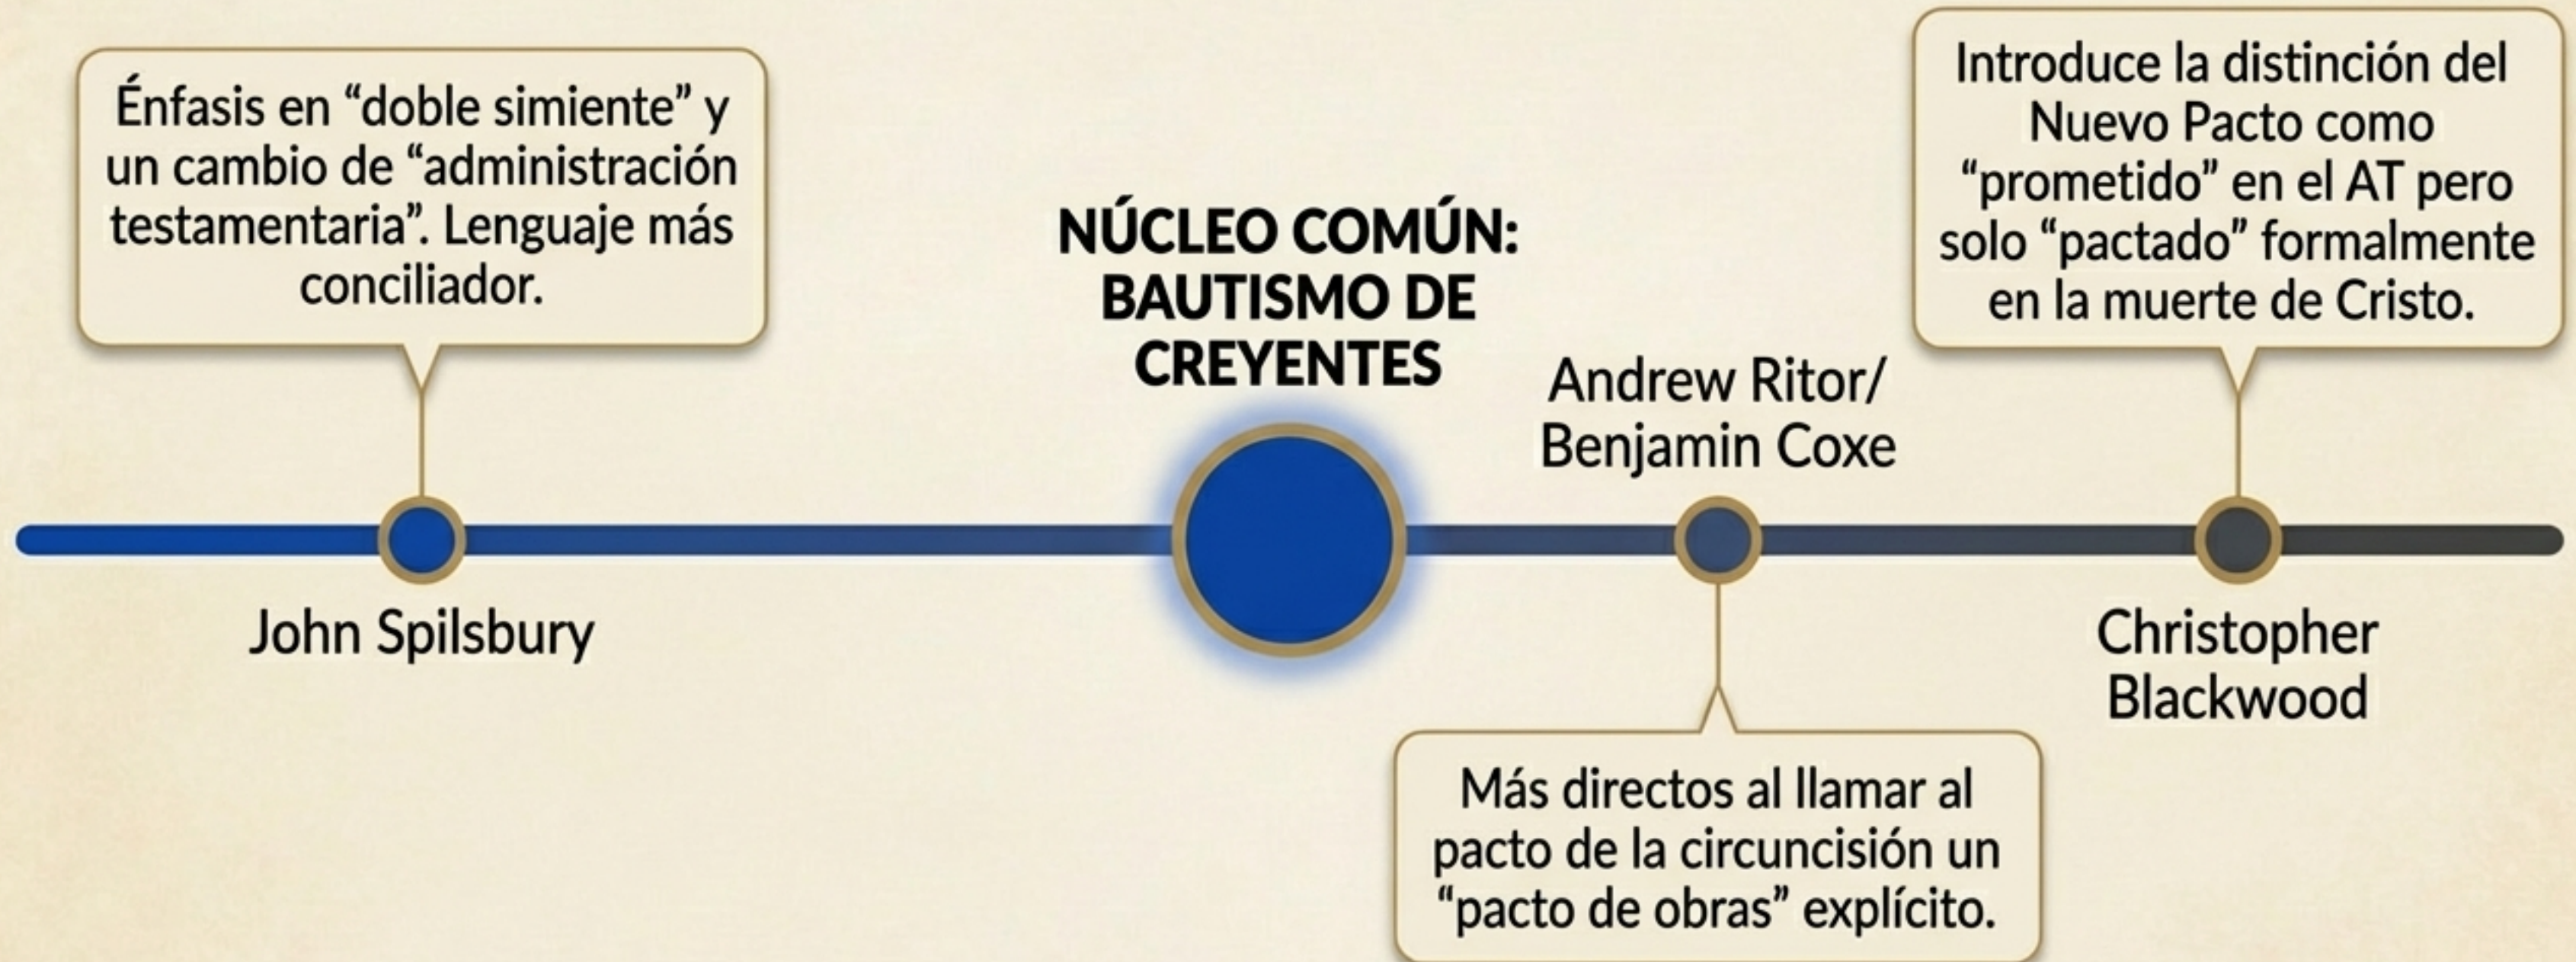 Énfasis en “doble simiente” y
un cambio de “administración
testamentaria”. Lenguaje más
conciliador.
John Spilsbury
NÚCLEO COMÚN:
BAUTISMO DE
CREYENTES
Andrew Ritor/
Benjamin Coxe
Más directos al llamar al
pacto de la circuncisión un
“pacto de obras” explícito.
Introduce la distinción del
Nuevo Pacto como
“prometido” en el AT pero
solo “pactado” formalmente
en la muerte de Cristo.
Christopher
Blackwood